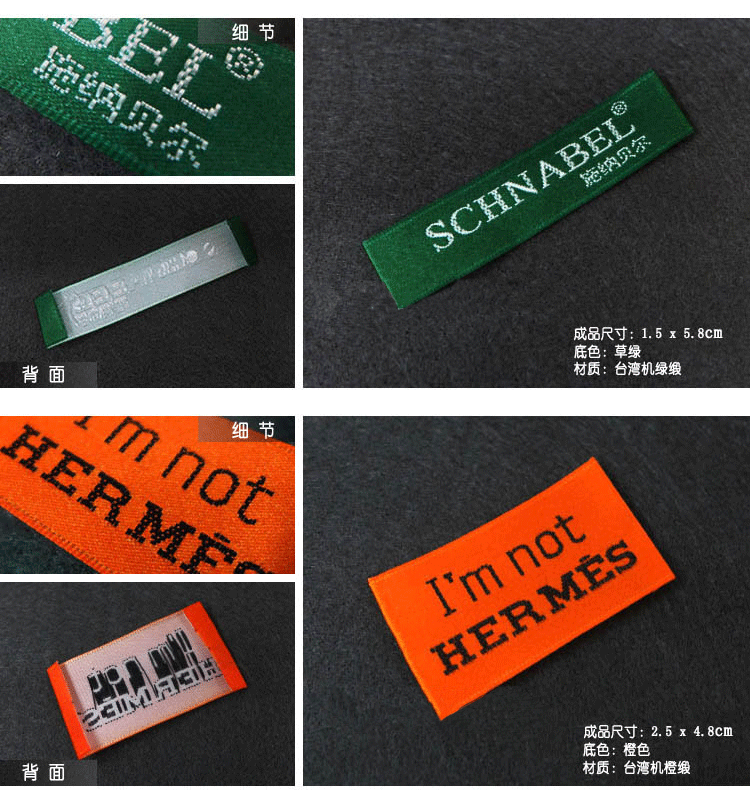 细 节
BEL®
施纳贝尔
背 面
SCHNABEL®
施纳贝尔
成品尺寸: 1.5 x 5.8cm
底色: 草绿
材质: 台湾机绿缎
细 节
I'm not
HERMÈS
背 面
I'm not
HERMÈS
成品尺寸: 2.5 x 4.8cm
底色: 橙色
材质: 台湾机橙缎